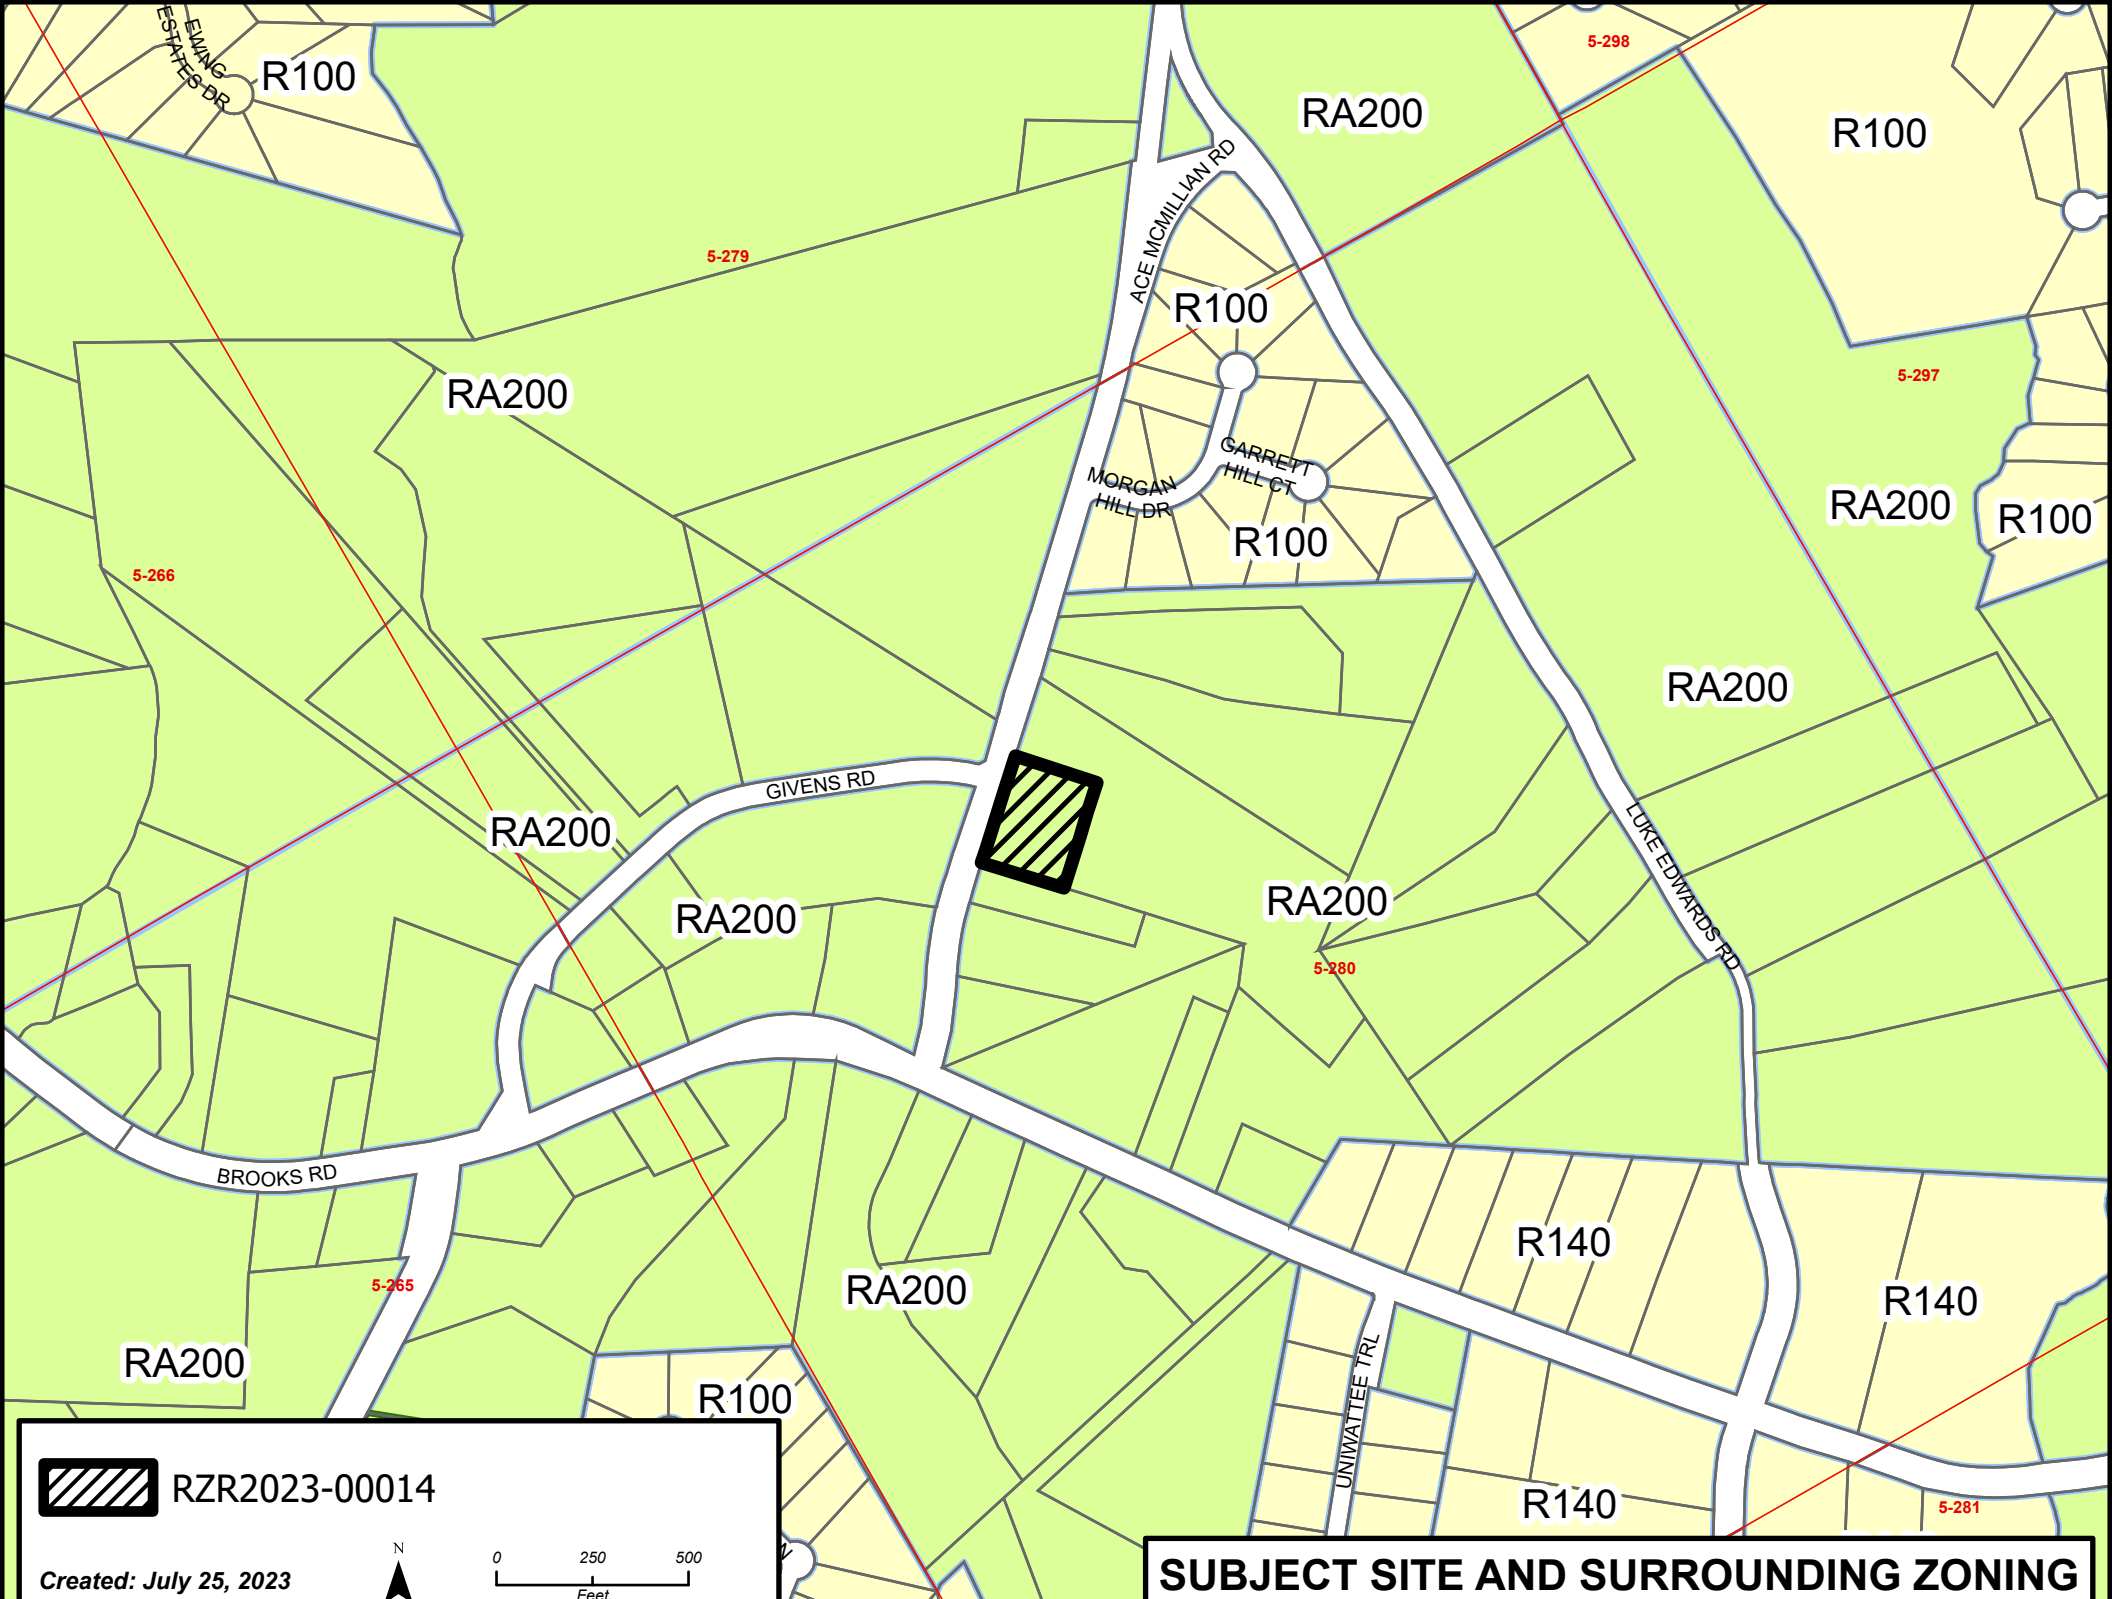 EWING
ESTATES DR
R100
5-298
RA200
R100
ACE MCMILLIAN RD
5-279
R100
5-297
RA200
GARRETT
HILL CT
MORGAN
HILL DR
RA200
R100
R100
5-266
RA200
GIVENS RD
RA200
LUKE EDWARDS RD
RA200
RA200
5-280
BROOKS RD
R140
5-265
RA200
R140
RA200
UNIWATTEE TRL
R100
R140
5-281
RZR2023-00014
N
0 250 500
Feet
Created: July 25, 2023
SUBJECT SITE AND SURROUNDING ZONING